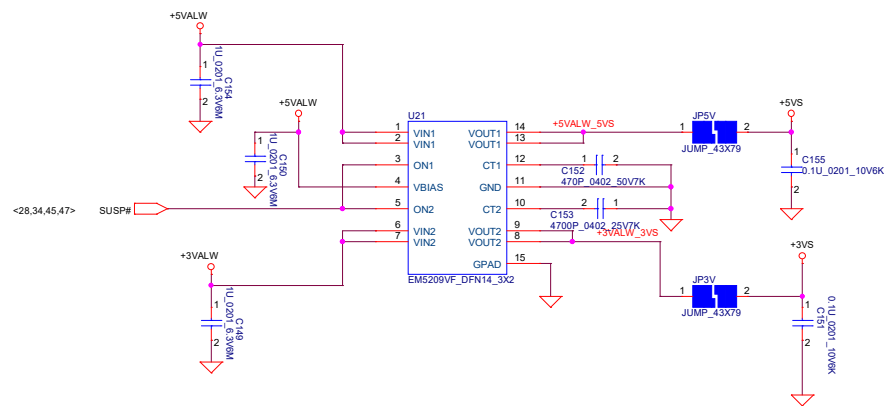 +5VALW
1
2
1U_0201_6.3V6M
C154
+5VALW
1
2
1U_0201_6.3V6M
C150
<28,34,45,47>
SUSP#
+3VALW
1
2
1U_0201_6.3V6M
C149
U21
1 VIN1
2 VIN1
3 ON1
4 VBIAS
5 ON2
6 VIN2
7 VIN2
VOUT1 14
VOUT1 13
CT1 12
GND 11
CT2 10
VOUT2 9
VOUT2 8
GPAD 15
EM5209VF_DFN14_3X2
+5VALW_5VS
1 2
C152
470P_0402_50V7K
2 1
C153
4700P_0402_25V7K
+3VALW_3VS
JP5V
1 2
JUMP_43X79
+5VS
1
2
C155
0.1U_0201_10V6K
JP3V
1 2
JUMP_43X79
+3VS
1
2
0.1U_0201_10V6K
C151